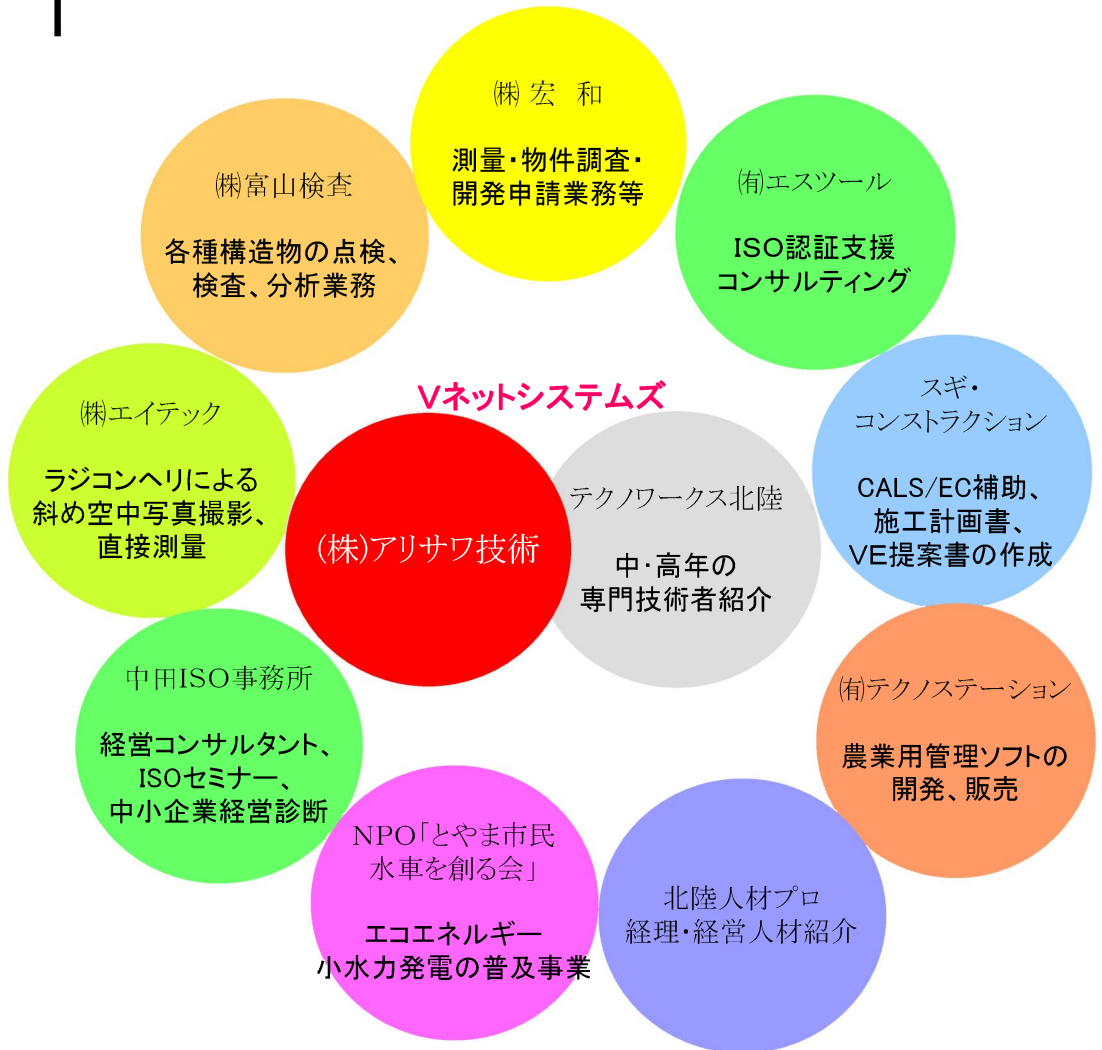 ㈱ 宏　和
測量・物件調査・
開発申請業務等
㈱富山検査
各種構造物の点検、
検査、分析業務
㈲エスツール
ISO認証支援
コンサルティング
㈱エイテック
ラジコンヘリによる
斜め空中写真撮影、
直接測量
Vネットシステムズ
(株)アリサワ技術
テクノワークス北陸
中・高年の
専門技術者紹介
スギ・
コンストラクション
CALS/EC補助、
施工計画書、
VE提案書の作成
中田ISO事務所
経営コンサルタント、
ISOセミナー、
中小企業経営診断
㈲テクノステーション
農業用管理ソフトの
開発、販売
NPO「とやま市民
水車を創る会」
エコエネルギー
小水力発電の普及事業
北陸人材プロ
経理・経営人材紹介